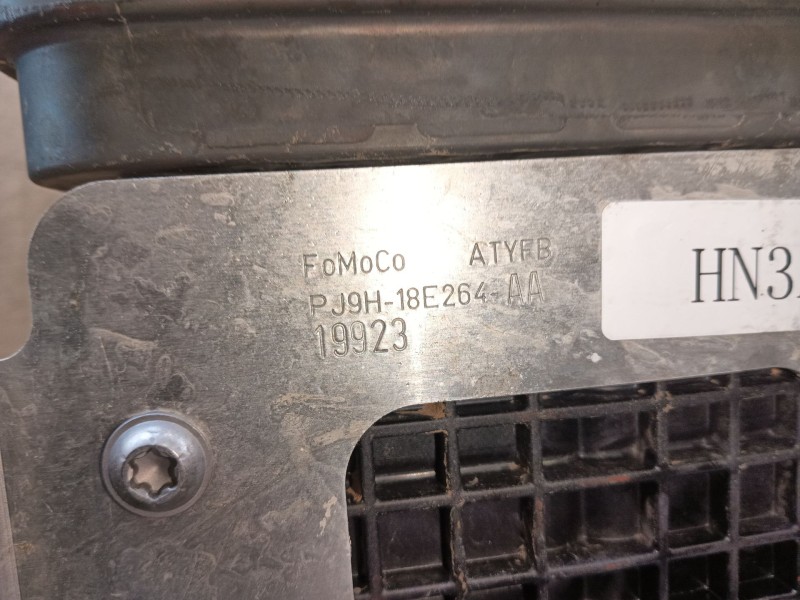 FoMoCo ATYFB
PJ9H-18E264-AA
19923
HN3